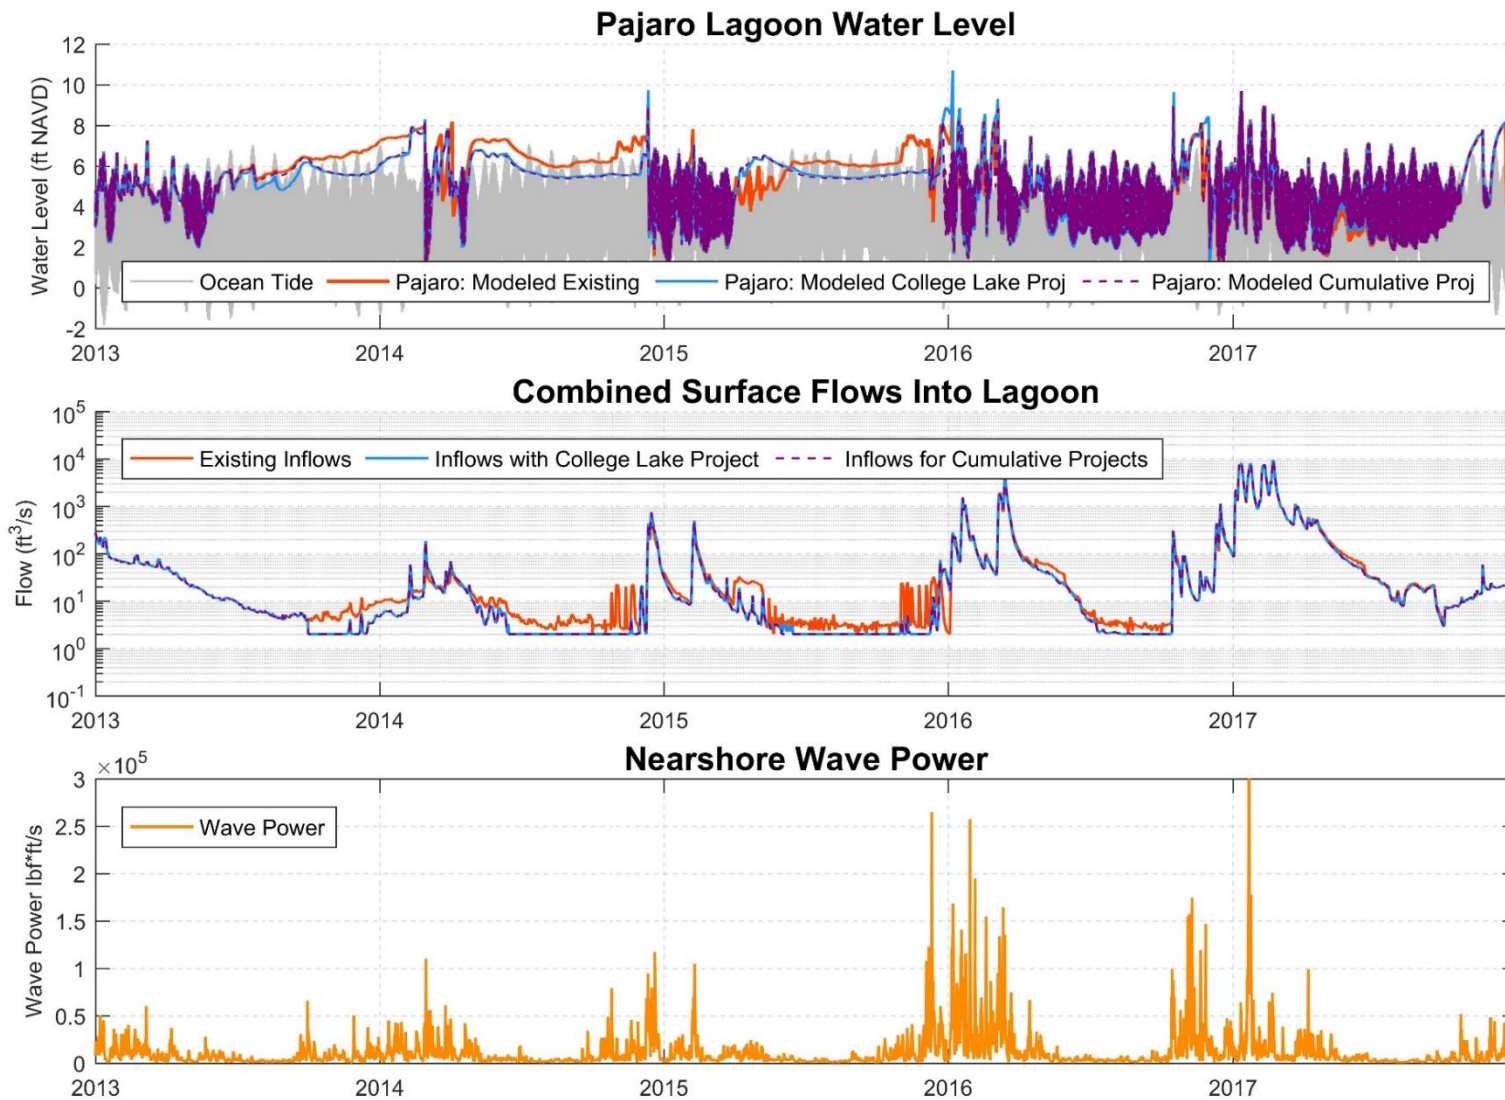 Pajaro Lagoon Water Level
Water Level (ft NAVD)
12
10
8
6
4
2
0
-2
Ocean Tide Pajaro: Modeled Existing Pajaro: Modeled College Lake Proj Pajaro: Modeled Cumulative Proj
2013 2014 2015 2016 2017
Combined Surface Flows Into Lagoon
Flow (ft³/s)
10⁵
10⁴
10³
10²
10¹
10⁰
10⁻¹
Existing Inflows Inflows with College Lake Project Inflows for Cumulative Projects
2013 2014 2015 2016 2017
Nearshore Wave Power
×10⁵
Wave Power lbf*ft/s
3
2.5
2
1.5
1
0.5
0
Wave Power
2013 2014 2015 2016 2017